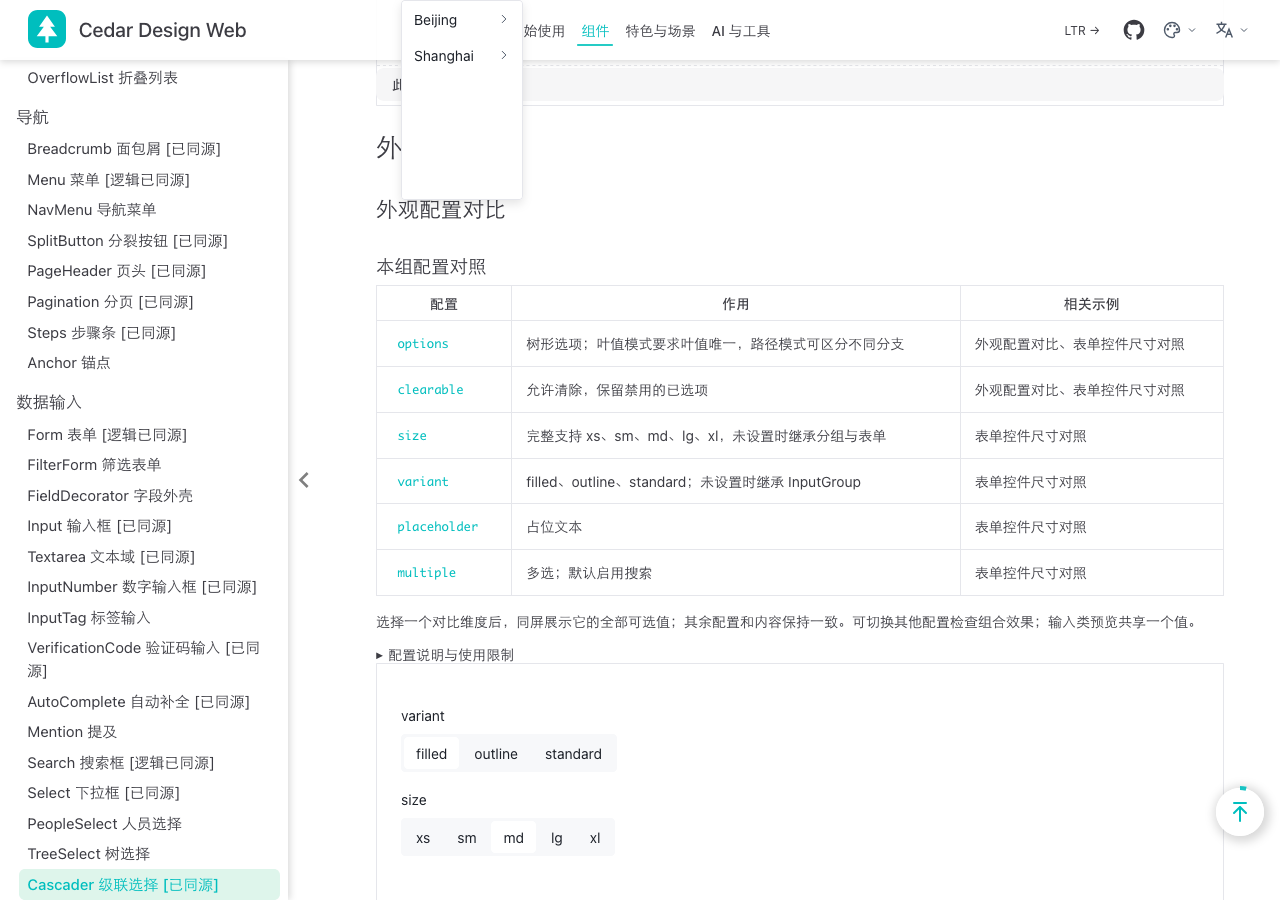 Cedar Design Web
Beijing
Shanghai
始使用
组件
特色与场景
AI 与工具
LTR
OverflowList 折叠列表
导航
Breadcrumb 面包屑 [已同源]
Menu 菜单 [逻辑已同源]
NavMenu 导航菜单
SplitButton 分裂按钮 [已同源]
PageHeader 页头 [已同源]
Pagination 分页 [已同源]
Steps 步骤条 [已同源]
Anchor 锚点
数据输入
Form 表单 [逻辑已同源]
FilterForm 筛选表单
FieldDecorator 字段外壳
Input 输入框 [已同源]
Textarea 文本域 [已同源]
InputNumber 数字输入框 [已同源]
InputTag 标签输入
VerificationCode 验证码输入 [已同
源]
AutoComplete 自动补全 [已同源]
Mention 提及
Search 搜索框 [逻辑已同源]
Select 下拉框 [已同源]
PeopleSelect 人员选择
TreeSelect 树选择
Cascader 级联选择 [已同源]
此
外
外观配置对比
本组配置对照
配置 作用 相关示例
options 树形选项；叶值模式要求叶值唯一，路径模式可区分不同分支 外观配置对比、表单控件尺寸对照
clearable 允许清除，保留禁用的已选项 外观配置对比、表单控件尺寸对照
size 完整支持 xs、sm、md、lg、xl，未设置时继承分组与表单 表单控件尺寸对照
variant filled、outline、standard；未设置时继承 InputGroup 表单控件尺寸对照
placeholder 占位文本 表单控件尺寸对照
multiple 多选；默认启用搜索 表单控件尺寸对照
选择一个对比维度后，同屏展示它的全部可选值；其余配置和内容保持一致。可切换其他配置检查组合效果；输入类预览共享一个值。
配置说明与使用限制
variant
filled outline standard
size
xs sm md lg xl